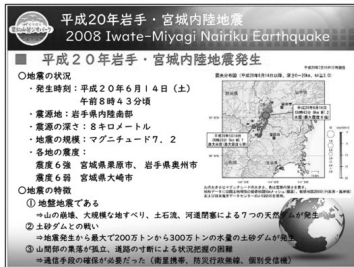 平成20年岩手・宮城内陸地震
2008 Iwate-Miyagi Nairiku Earthquake
■ 平成20年岩手・宮城内陸地震発生
○地震の状況
・発生時刻:平成20年6月14日(土)
午前8時43分頃
・震源地:岩手県内陸南部
・震源の深さ:8キロメートル
・地震の規模:マグニチュード7.2
・各地の震度:
震度6強 宮城県栗原市、岩手県奥州市
震度6弱 宮城県大崎市
○地震の特徴
① 地盤地震である
⇒山の崩壊、大規模な地すべり、土石流、河道閉塞による7つの天然ダムが発生
② 土砂ダムとの戦い
⇒地震発生から最大で200万トンから300万トンの水量の土砂ダムが発生
③ 山間部の集落が孤立、道路の寸断による状況把握の困難
⇒通信手段の確保が必要だった(衛星携帯、防災行政無線、個別受信機)